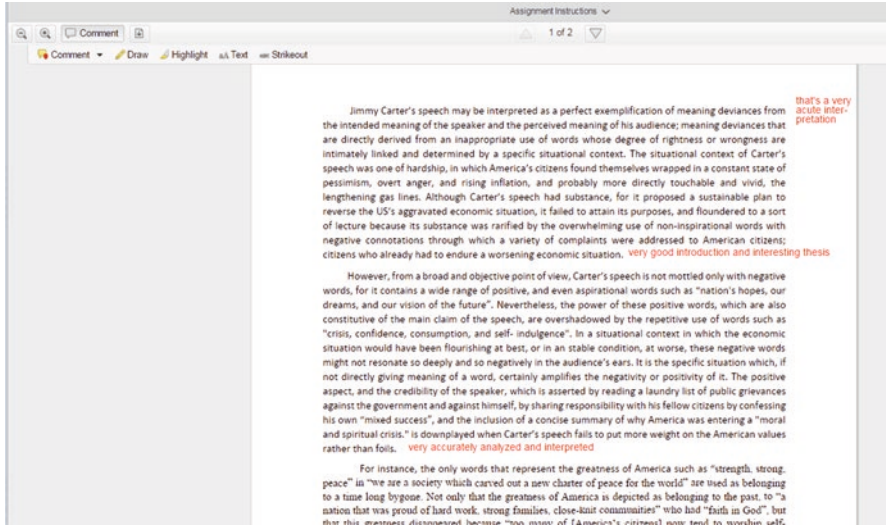 Assignment Instructions
Comment
1 of 2
Comment Draw Highlight Text Strikeout
that's a very
acute inter-
pretation
Jimmy Carter's speech may be interpreted as a perfect exemplification of meaning deviances from
the intended meaning of the speaker and the perceived meaning of his audience; meaning deviances that
are directly derived from an inappropriate use of words whose degree of rightness or wrongness are
intimately linked and determined by a specific situational context. The situational context of Carter's
speech was one of hardship, in which America's citizens found themselves wrapped in a constant state of
pessimism, overt anger, and rising inflation, and probably more directly touchable and vivid, the
lengthening gas lines. Although Carter's speech had substance, for it proposed a sustainable plan to
reverse the US's aggravated economic situation, it failed to attain its purposes, and floundered to a sort
of lecture because its substance was rarified by the overwhelming use of non-inspirational words with
negative connotations through which a variety of complaints were addressed to American citizens;
citizens who already had to endure a worsening economic situation. very good introduction and interesting thesis
However, from a broad and objective point of view, Carter's speech is not mottled only with negative
words, for it contains a wide range of positive, and even aspirational words such as "nation's hopes, our
dreams, and our vision of the future". Nevertheless, the power of these positive words, which are also
constitutive of the main claim of the speech, are overshadowed by the repetitive use of words such as
"crisis, confidence, consumption, and self- indulgence". In a situational context in which the economic
situation would have been flourishing at best, or in an stable condition, at worse, these negative words
might not resonate so deeply and so negatively in the audience's ears. It is the specific situation which, if
not directly giving meaning of a word, certainly amplifies the negativity or positivity of it. The positive
aspect, and the credibility of the speaker, which is asserted by reading a laundry list of public grievances
against the government and against himself, by sharing responsibility with his fellow citizens by confessing
his own "mixed success", and the inclusion of a concise summary of why America was entering a "moral
and spiritual crisis." is downplayed when Carter's speech fails to put more weight on the American values
rather than foils. very accurately analyzed and interpreted
For instance, the only words that represent the greatness of America such as "strength, strong,
peace" in "we are a society which carved out a new charter of peace for the world" are used as belonging
to a time long bygone. Not only that the greatness of America is depicted as belonging to the past, to "a
nation that was proud of hard work, strong families, close-knit communities" who had "faith in God", but
that this greatness disappeared because "too many of [America's citizens] now tend to worship self-